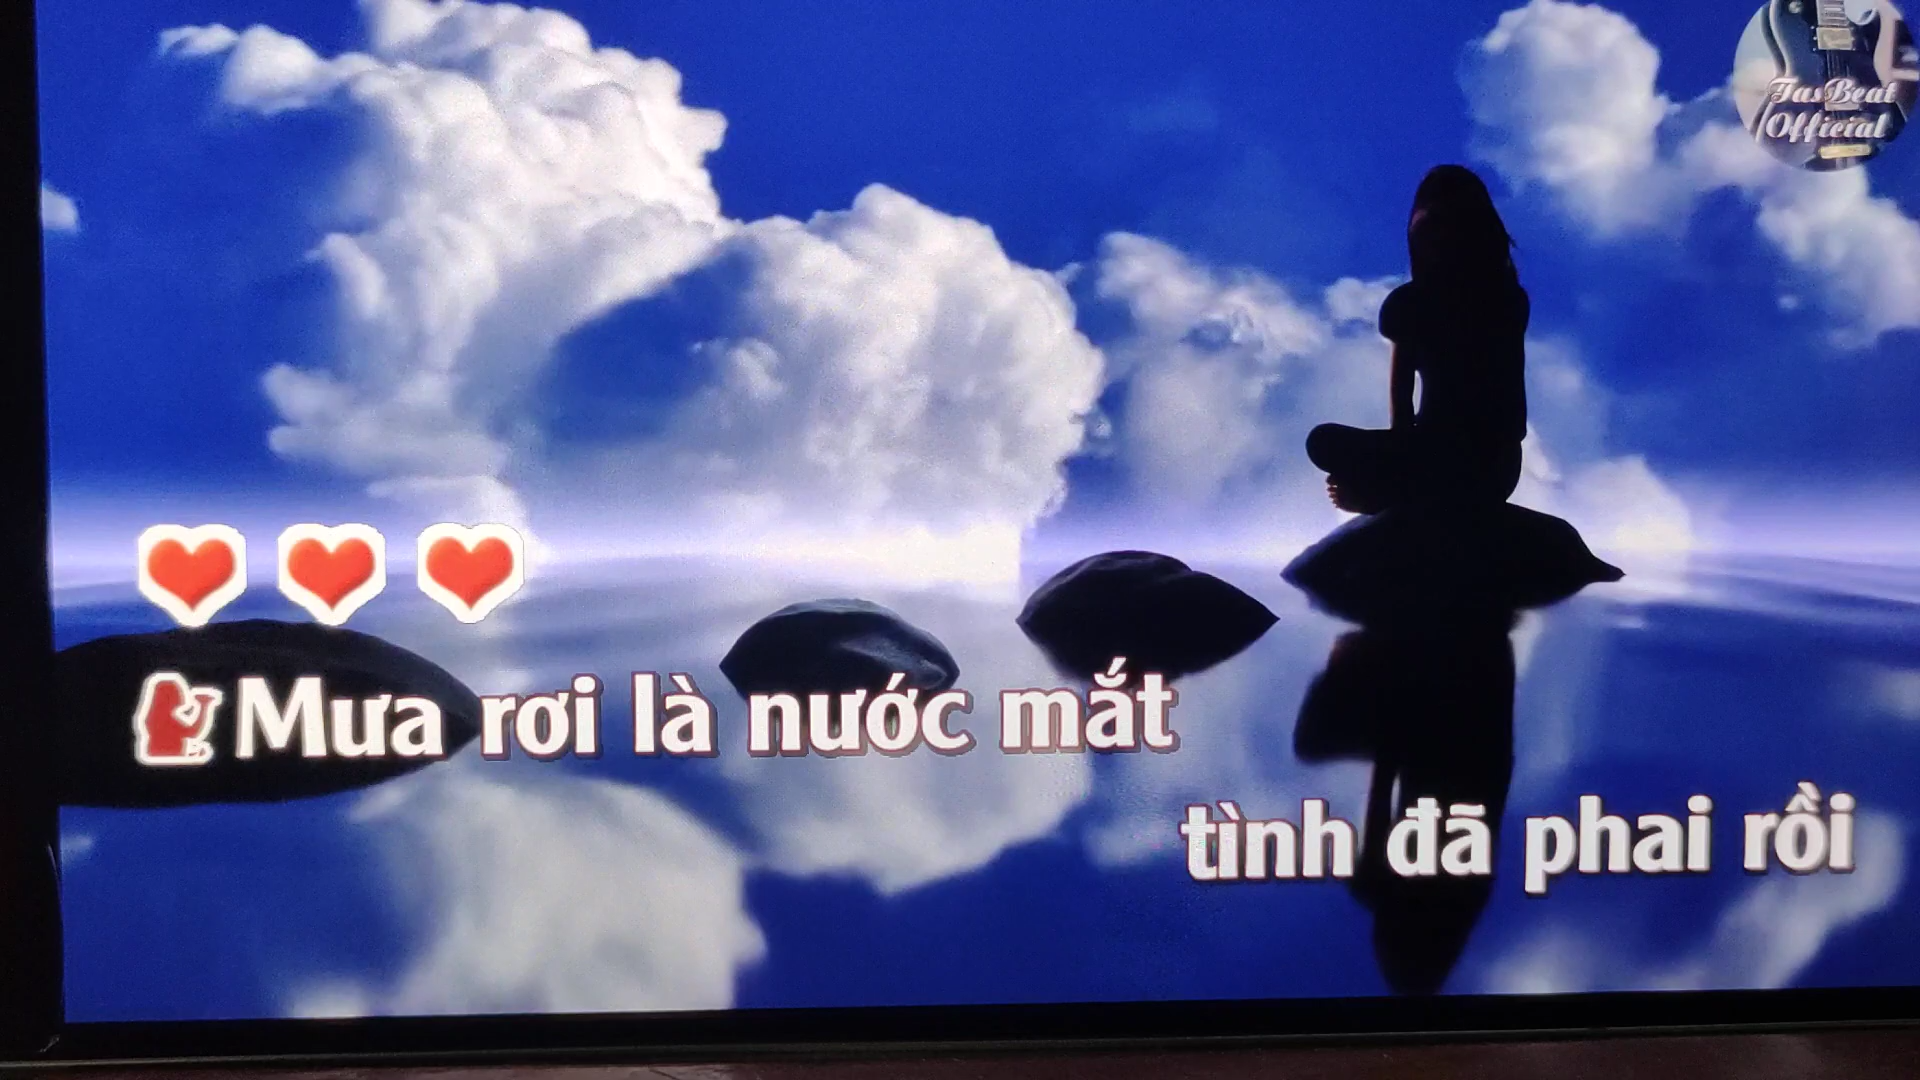 TasBeat
Official
Mưa rơi là nước mắt
tình đã phai rồi